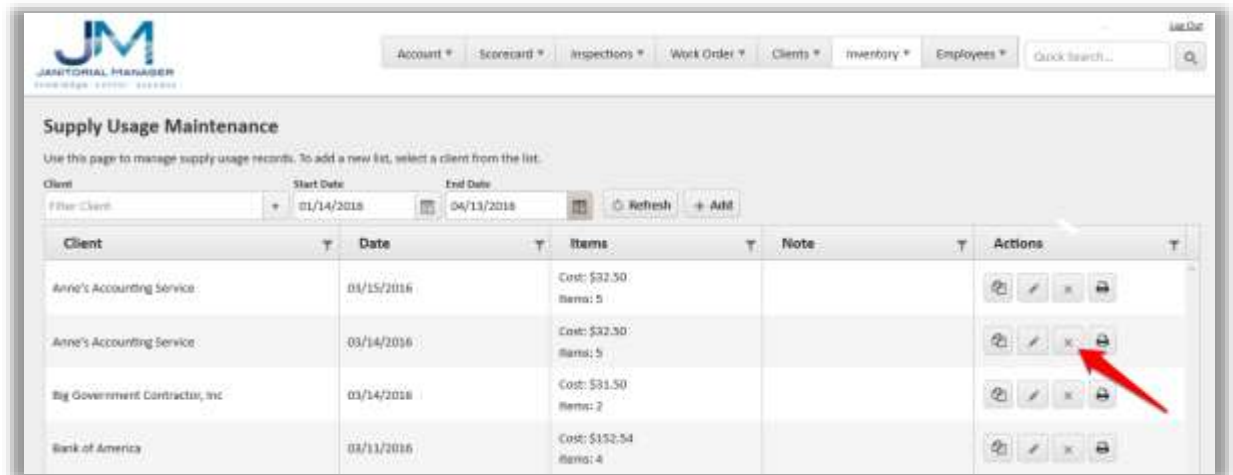 Log Out
JM
JANITORIAL MANAGER
Account Scorecard Inspections Work Order Clients Inventory Employees Quick Search...
Supply Usage Maintenance
Use this page to manage supply usage records. To add a new list, select a client from the list.
Client Start Date End Date
Filter Client 01/14/2016 04/13/2016 Refresh + Add
Client Date Items Note Actions
Anne's Accounting Service 03/15/2016 Cost: $32.50
Items: 5
Anne's Accounting Service 03/14/2016 Cost: $32.50
Items: 5
Big Government Contractor, Inc 03/14/2016 Cost: $31.50
Items: 2
Bank of America 03/11/2016 Cost: $152.54
Items: 4